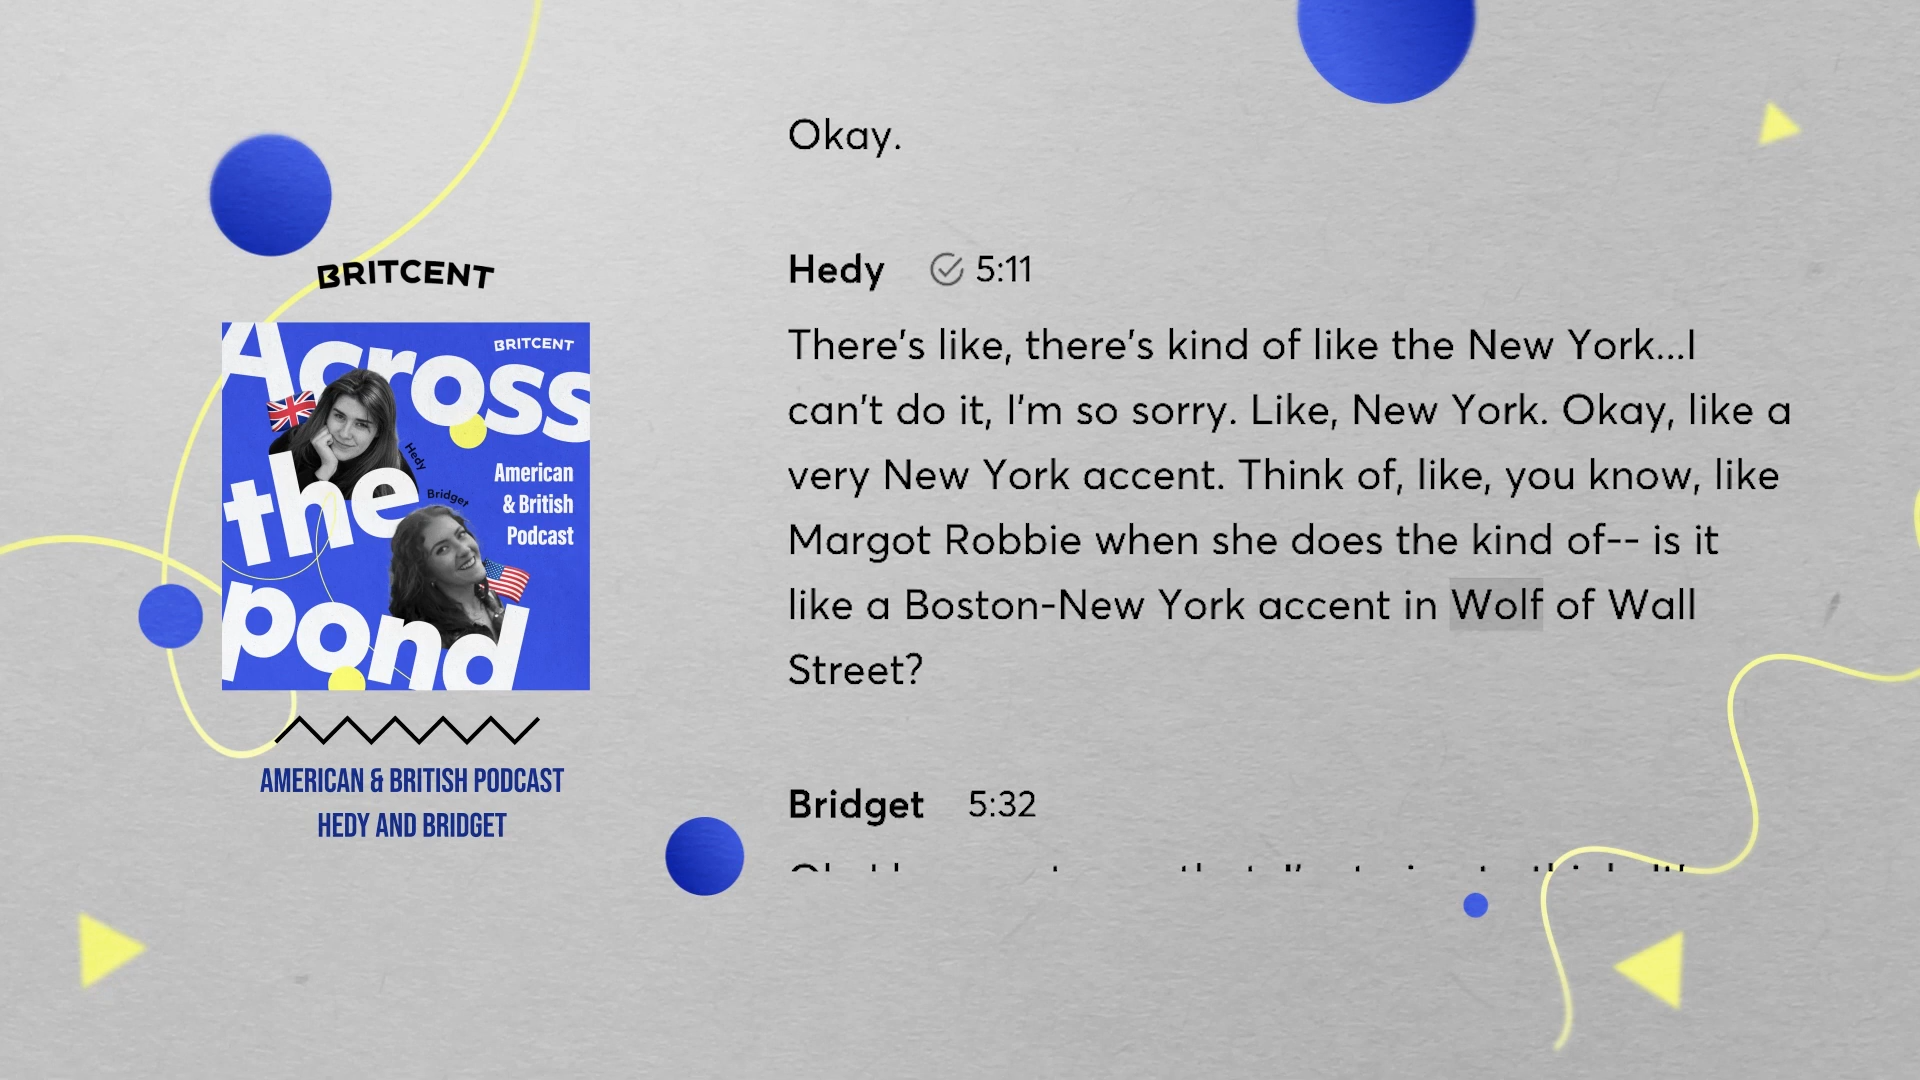 BRITCENT
Across
BRITCENT
Hedy
American
& British
Podcast
the
Bridget
pond
AMERICAN & BRITISH PODCAST
HEDY AND BRIDGET
Okay.
Hedy 5:11
There's like, there's kind of like the New York...I
can't do it, I'm so sorry. Like, New York. Okay, like a
very New York accent. Think of, like, you know, like
Margot Robbie when she does the kind of-- is it
like a Boston-New York accent in Wolf of Wall
Street?
Bridget 5:32